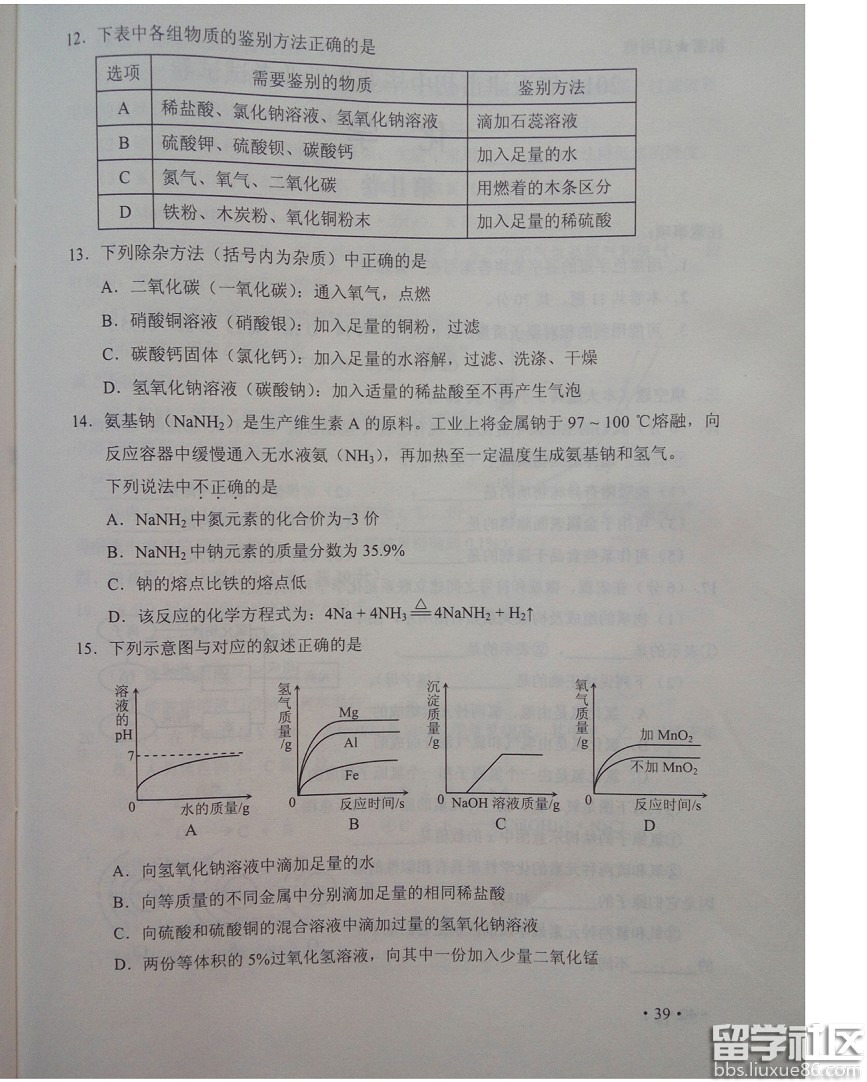 12. 下表中各组物质的鉴别方法正确的是
选项 需要鉴别的物质 鉴别方法
A 稀盐酸、氯化钠溶液、氢氧化钠溶液 滴加石蕊溶液
B 硫酸钾、硫酸钡、碳酸钙 加入足量的水
C 氮气、氧气、二氧化碳 用燃着的木条区分
D 铁粉、木炭粉、氧化铜粉末 加入足量的稀硫酸
13. 下列除杂方法（括号内为杂质）中正确的是
A. 二氧化碳（一氧化碳）：通入氧气，点燃
B. 硝酸铜溶液（硝酸银）：加入足量的铜粉，过滤
C. 碳酸钙固体（氯化钙）：加入足量的水溶解，过滤、洗涤、干燥
D. 氢氧化钠溶液（碳酸钠）：加入适量的稀盐酸至不再产生气泡
14. 氨基钠（NaNH₂）是生产维生素 A 的原料。工业上将金属钠于 97 ~ 100 ℃熔融，向
反应容器中缓慢通入无水液氨（NH₃），再加热至一定温度生成氨基钠和氢气。
下列说法中不正确的是
A. NaNH₂ 中氮元素的化合价为-3 价
B. NaNH₂ 中钠元素的质量分数为 35.9%
C. 钠的熔点比铁的熔点低
D. 该反应的化学方程式为：4Na + 4NH₃ ≜ 4NaNH₂ + H₂↑
15. 下列示意图与对应的叙述正确的是
溶液的pH
7
0
水的质量/g
A
氢气质量/g
Mg
Al
Fe
0
反应时间/s
B
沉淀质量/g
0
NaOH 溶液质量/g
C
氧气质量/g
加 MnO₂
不加 MnO₂
0
反应时间/s
D
A. 向氢氧化钠溶液中滴加足量的水
B. 向等质量的不同金属中分别滴加足量的相同稀盐酸
C. 向硫酸和硫酸铜的混合溶液中滴加过量的氢氧化钠溶液
D. 两份等体积的 5%过氧化氢溶液，向其中一份加入少量二氧化锰
·39·
留学社区
bbs.liuxue86.com